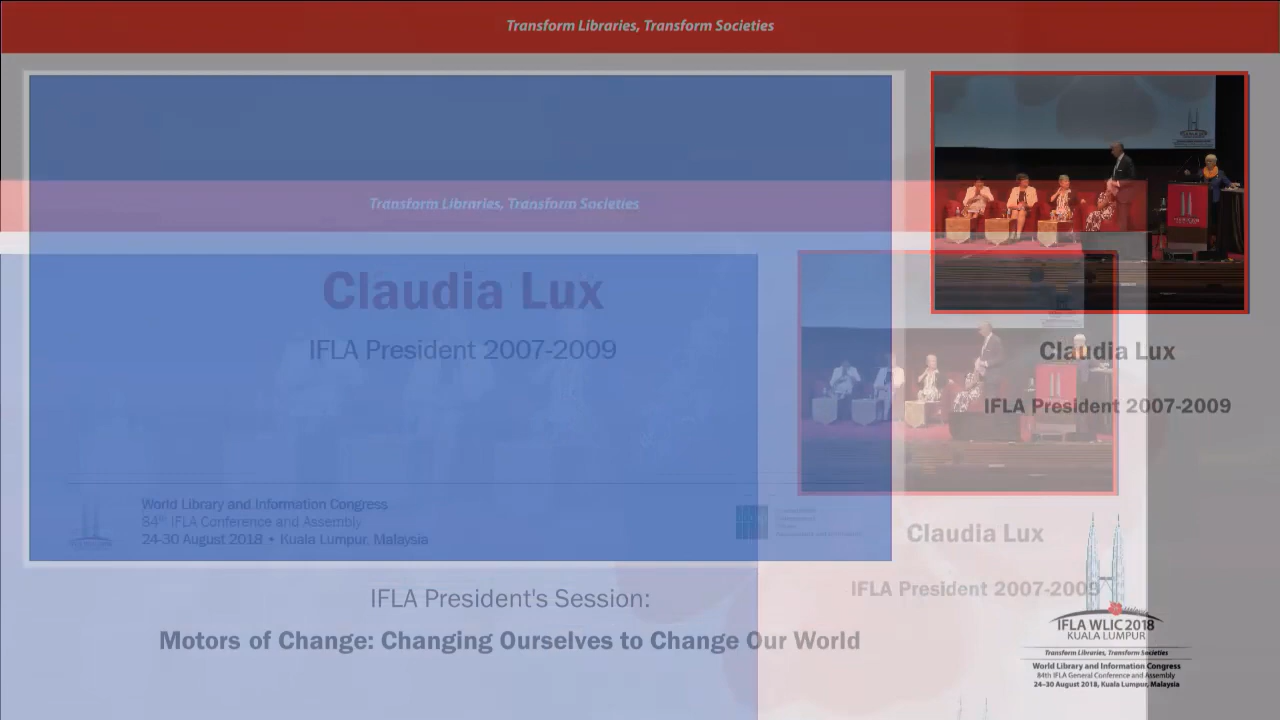 Transform Libraries, Transform Societies
Transform Libraries, Transform Societies
Claudia Lux
IFLA President 2007-2009
World Library and Information Congress
84th IFLA Conference and Assembly
24-30 August 2018 • Kuala Lumpur, Malaysia
Claudia Lux
IFLA President 2007-2009
Claudia Lux
IFLA President 2007-2009
IFLA President's Session:
Motors of Change: Changing Ourselves to Change Our World
IFLA WLIC 2018
KUALA LUMPUR
Transform Libraries, Transform Societies
World Library and Information Congress
84th IFLA General Conference and Assembly
24–30 August 2018, Kuala Lumpur, Malaysia